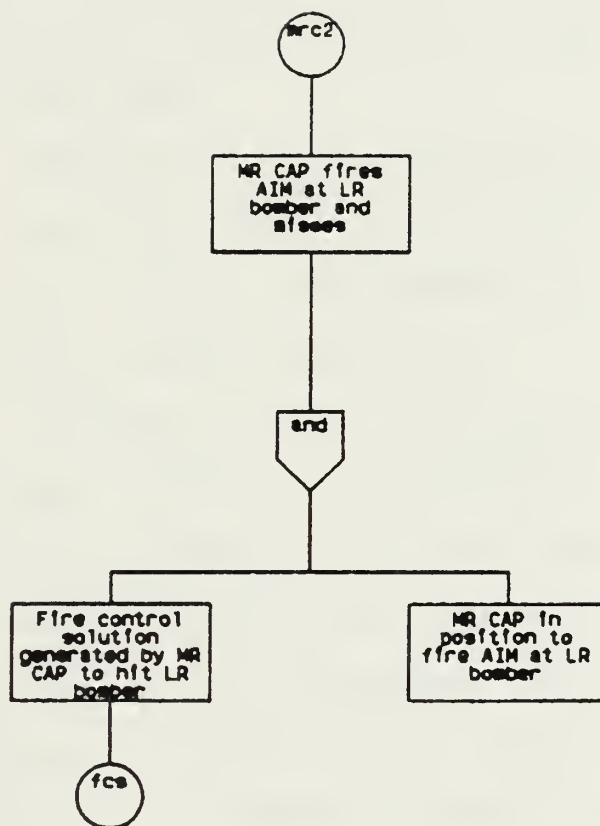 mrc2
MR CAP fires
AIM at LR
bomber and
misses
and
Fire control
solution
generated by MR
CAP to hit LR
bomber
MR CAP in
position to
fire AIM at LR
bomber
fcs